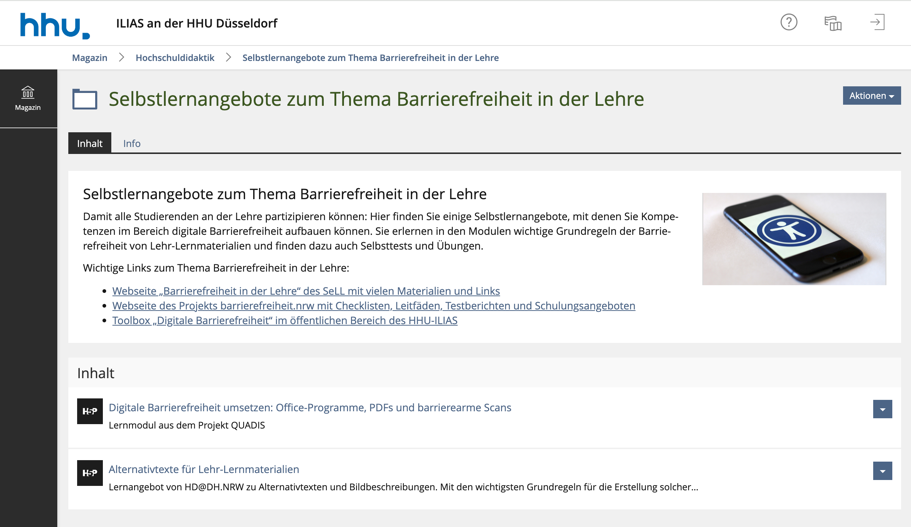 hhu.
ILIAS an der HHU Düsseldorf
?
Magazin
Hochschuldidaktik
Selbstlernangebote zum Thema Barrierefreiheit in der Lehre
Magazin
Selbstlernangebote zum Thema Barrierefreiheit in der Lehre
Aktionen
Inhalt
Info
Selbstlernangebote zum Thema Barrierefreiheit in der Lehre
Damit alle Studierenden an der Lehre partizipieren können: Hier finden Sie einige Selbstlernangebote, mit denen Sie Kompe-
tenzen im Bereich digitale Barrierefreiheit aufbauen können. Sie erlernen in den Modulen wichtige Grundregeln der Barrie-
refreiheit von Lehr-Lernmaterialien und finden dazu auch Selbsttests und Übungen.
Wichtige Links zum Thema Barrierefreiheit in der Lehre:
• Webseite „Barrierefreiheit in der Lehre“ des SeLL mit vielen Materialien und Links
• Webseite des Projekts barrierefreiheit.nrw mit Checklisten, Leitfäden, Testberichten und Schulungsangeboten
• Toolbox „Digitale Barrierefreiheit“ im öffentlichen Bereich des HHU-ILIAS
Inhalt
H5P
Digitale Barrierefreiheit umsetzen: Office-Programme, PDFs und barrierearme Scans
Lernmodul aus dem Projekt QUADIS
H5P
Alternativtexte für Lehr-Lernmaterialien
Lernangebot von HD@DH.NRW zu Alternativtexten und Bildbeschreibungen. Mit den wichtigsten Grundregeln für die Erstellung solcher...